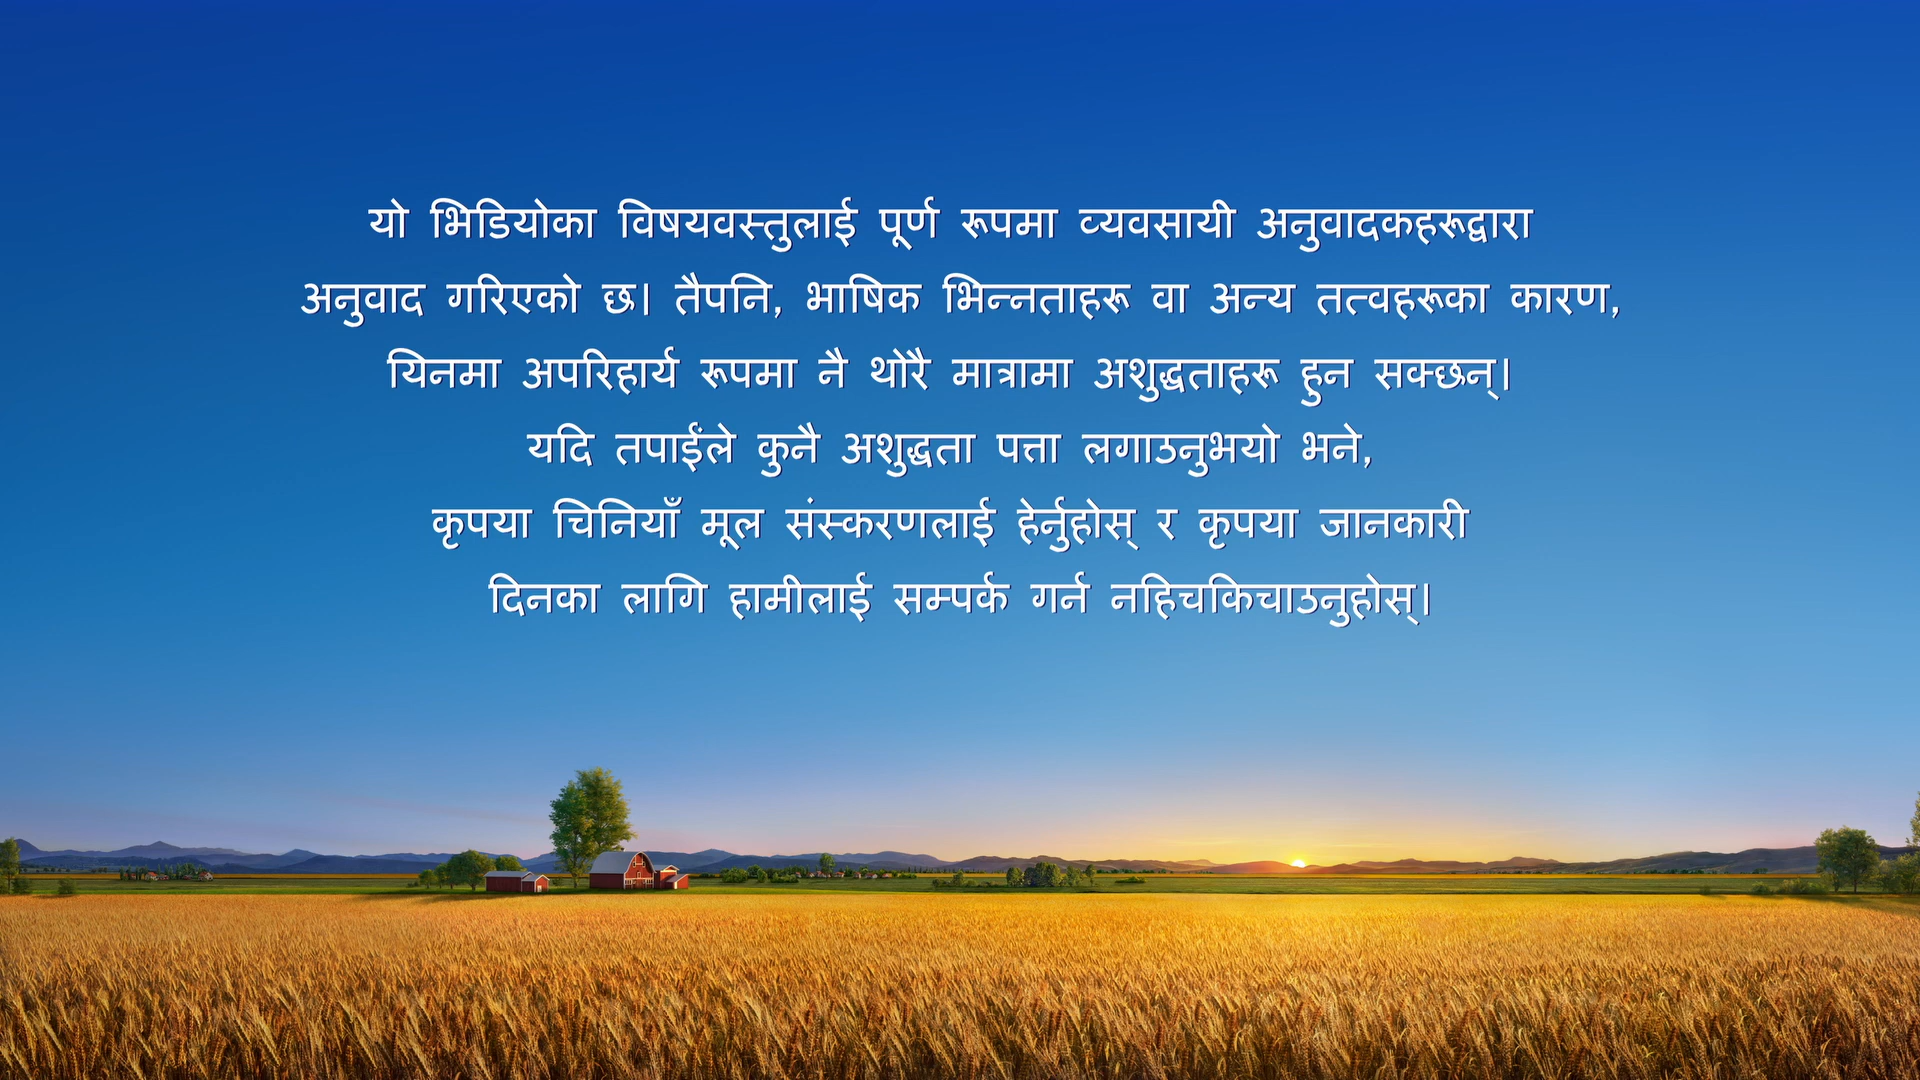 यो भिडियोका विषयवस्तुलाई पूर्ण रूपमा व्यवसायी अनुवादकहरूद्वारा
अनुवाद गरिएको छ। तैपनि, भाषिक भिन्नताहरू वा अन्य तत्वहरूका कारण,
यिनमा अपरिहार्य रूपमा नै थोरै मात्रामा अशुद्धताहरू हुन सक्छन्।
यदि तपाईंले कुनै अशुद्धता पत्ता लगाउनुभयो भने,
कृपया चिनियाँ मूल संस्करणलाई हेर्नुहोस् र कृपया जानकारी
दिनका लागि हामीलाई सम्पर्क गर्न नहिचकिचाउनुहोस्।